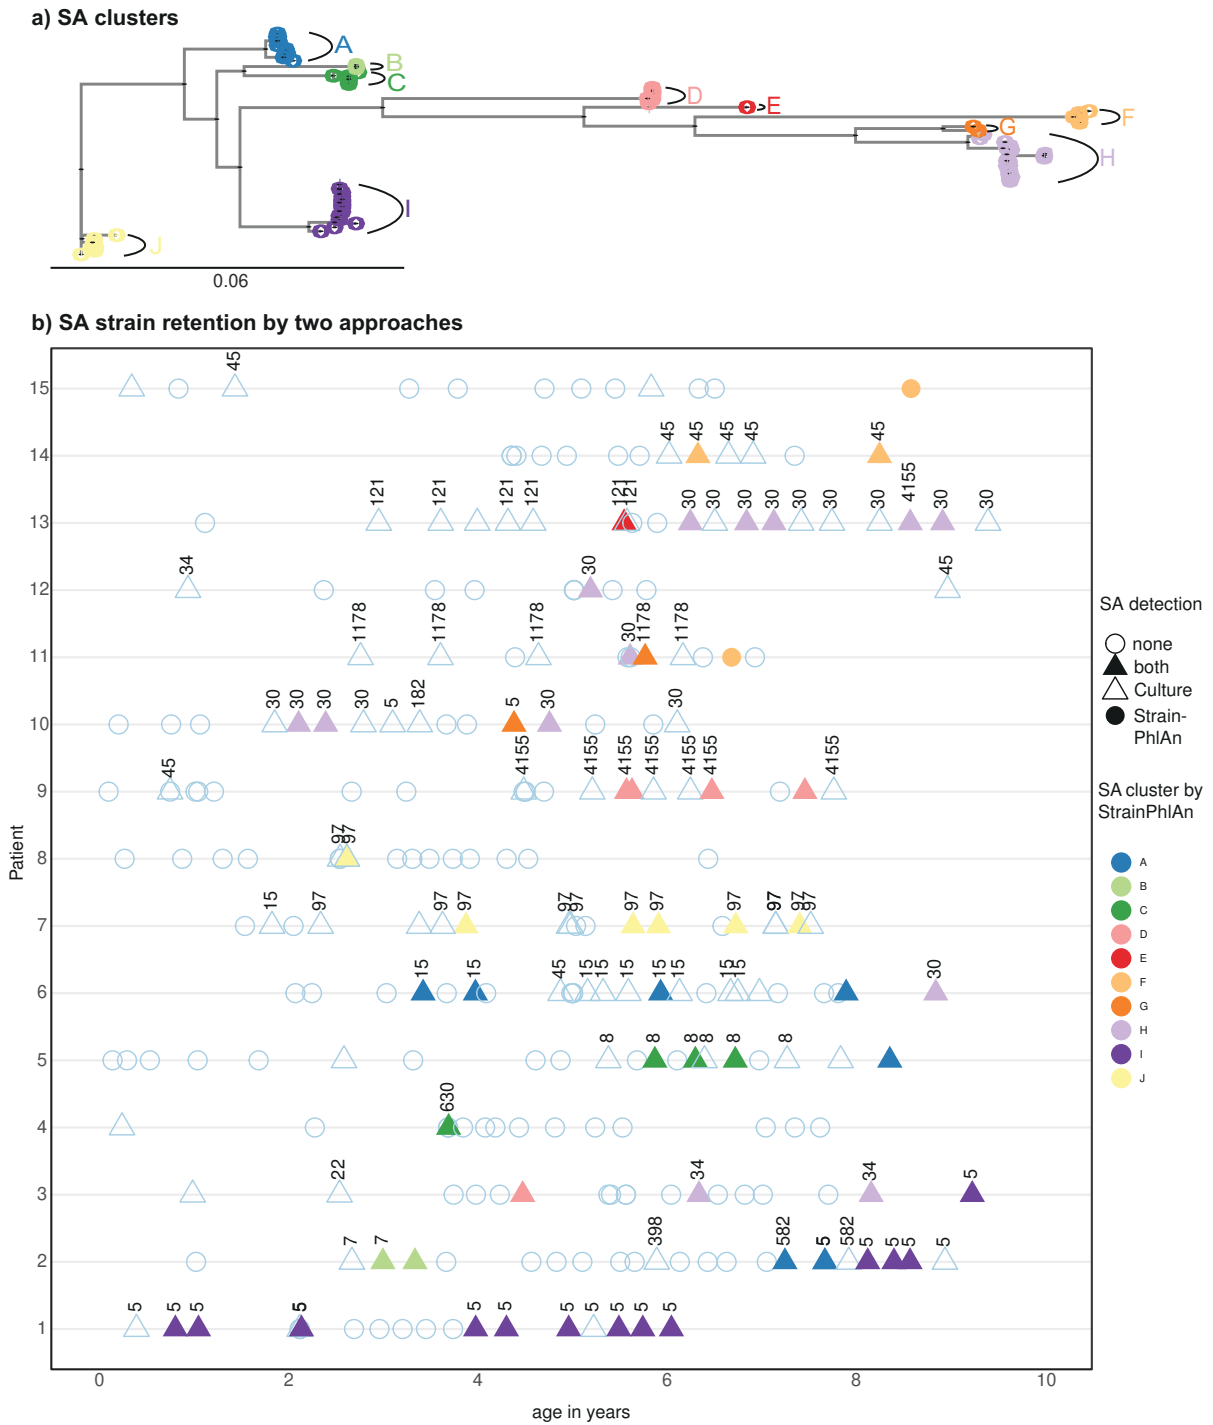 a) SA clusters
A
B
C
D
E
F
G
H
I
J
0.06
b) SA strain retention by two approaches
15
45
14
45 45 45 45 45
13
121 121 121 121 121 121 30 30 30 30 30 30 30 4155 30 30
12
34 30 45
11
1178 1178 1178 30 1178 1178
10
30 30 30 30 5 182 5 30 30
9
45 4155 4155 4155 4155 4155 4155 4155
8
97 97
7
15 97 97 97 97 97 97 97 97 97 97 97
6
15 15 45 15 15 15 15 15 15 15 30
5
8 8 8 8 8 8
4
630
3
22 34 34 5
2
7 7 398 582 5 582 5 5 5 5
1
5 5 5 5 5 5 5 5 5 5 5
0 2 4 6 8 10
age in years
Patient
SA detection
none
both
Culture
Strain-
PhlAn
SA cluster by
StrainPhlAn
A
B
C
D
E
F
G
H
I
J